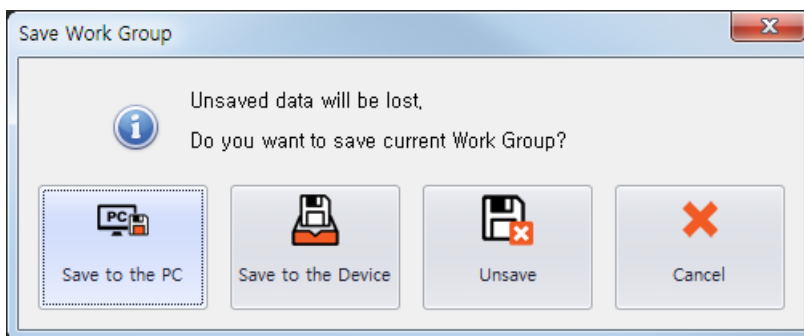 Save Work Group
Unsaved data will be lost,
Do you want to save current Work Group?
PC
Save to the PC
Save to the Device
Unsave
Cancel